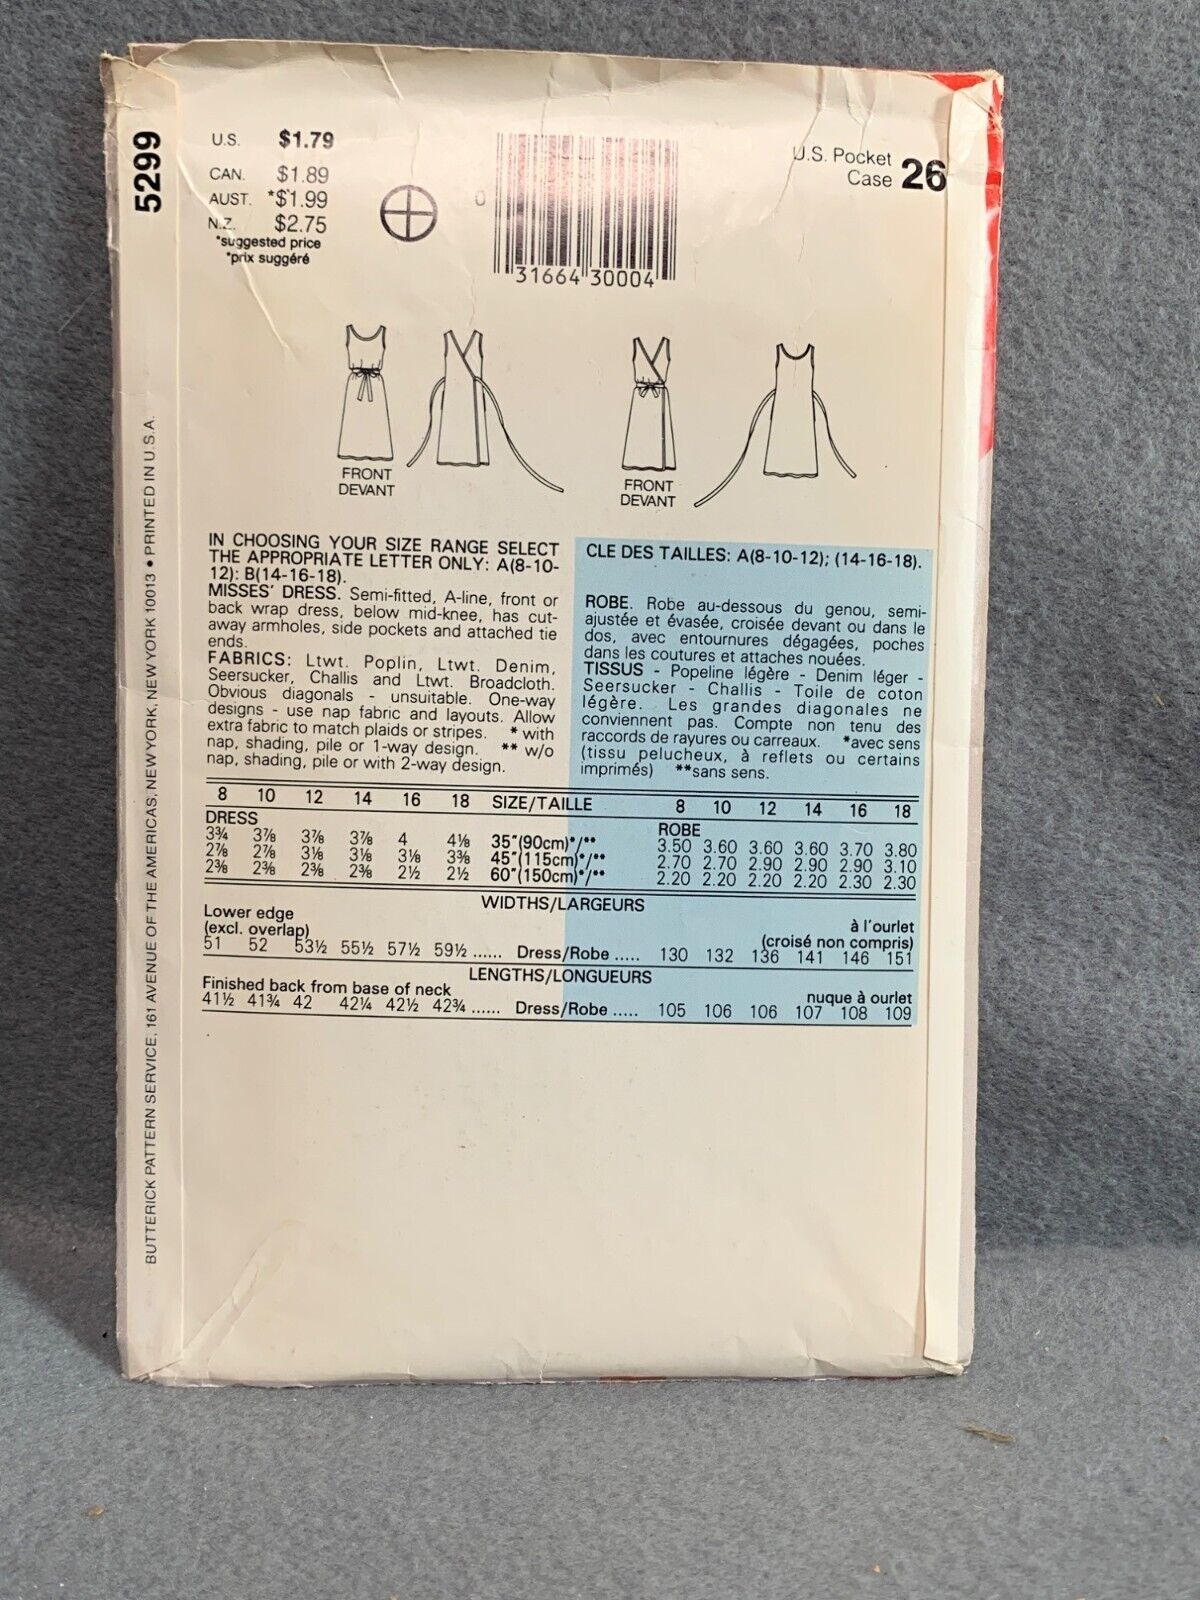 5299
U.S. $1.79
CAN. $1.89
AUST. *$1.99
N.Z. $2.75
*suggested price
*prix suggéré
0
31664 30004
U.S. Pocket
Case 26
FRONT
DEVANT
FRONT
DEVANT
IN CHOOSING YOUR SIZE RANGE SELECT
THE APPROPRIATE LETTER ONLY: A(8-10-
12): B(14-16-18).
MISSES' DRESS. Semi-fitted, A-line, front or
back wrap dress, below mid-knee, has cut-
away armholes, side pockets and attached tie
ends.
FABRICS: Ltwt. Poplin, Ltwt. Denim,
Seersucker, Challis and Ltwt. Broadcloth.
Obvious diagonals - unsuitable. One-way
designs - use nap fabric and layouts. Allow
extra fabric to match plaids or stripes. * with
nap, shading, pile or 1-way design. ** w/o
nap, shading, pile or with 2-way design.
CLE DES TAILLES: A(8-10-12); (14-16-18).
ROBE. Robe au-dessous du genou, semi-
ajustée et évasée, croisée devant ou dans le
dos, avec entournures dégagées, poches
dans les coutures et attaches nouées.
TISSUS - Popeline légère - Denim léger -
Seersucker - Challis - Toile de coton
légère. Les grandes diagonales ne
conviennent pas. Compte non tenu des
raccords de rayures ou carreaux. *avec sens
(tissu pelucheux, à reflets ou certains
imprimés) **sans sens.
8 10 12 14 16 18 SIZE/TAILLE 8 10 12 14 16 18
DRESS ROBE
3¾ 3⅞ 3⅞ 3⅞ 4 4⅛ 35"(90cm)*/** 3.50 3.60 3.60 3.60 3.70 3.80
2⅞ 2⅞ 3⅛ 3⅛ 3⅛ 3⅜ 45"(115cm)*/** 2.70 2.70 2.90 2.90 2.90 3.10
2⅜ 2⅜ 2⅜ 2⅜ 2½ 2½ 60"(150cm)*/** 2.20 2.20 2.20 2.20 2.30 2.30
WIDTHS/LARGEURS
Lower edge à l'ourlet
(excl. overlap) (croisé non compris)
51 52 53½ 55½ 57½ 59½ ...... Dress/Robe ..... 130 132 136 141 146 151
LENGTHS/LONGUEURS
Finished back from base of neck nuque à ourlet
41½ 41¾ 42 42¼ 42½ 42¾ ...... Dress/Robe ..... 105 106 106 107 108 109
BUTTERICK PATTERN SERVICE, 161 AVENUE OF THE AMERICAS, NEW YORK, NEW YORK 10013 • PRINTED IN U.S.A.